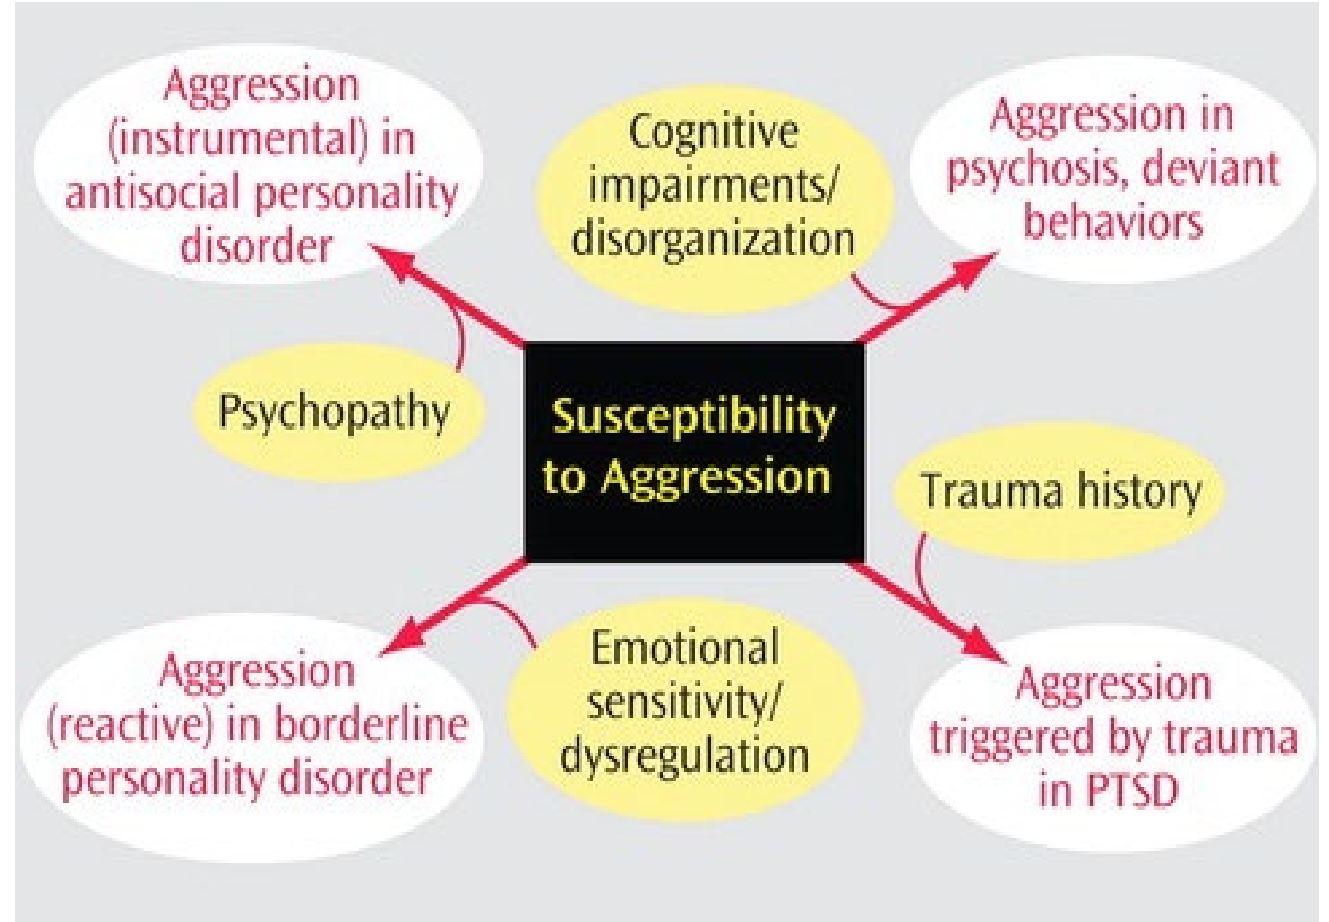 Aggression
(instrumental) in
antisocial personality
disorder
Cognitive
impairments/
disorganization
Aggression in
psychosis, deviant
behaviors
Psychopathy
Susceptibility
to Aggression
Trauma history
Aggression
(reactive) in borderline
personality disorder
Emotional
sensitivity/
dysregulation
Aggression
triggered by trauma
in PTSD